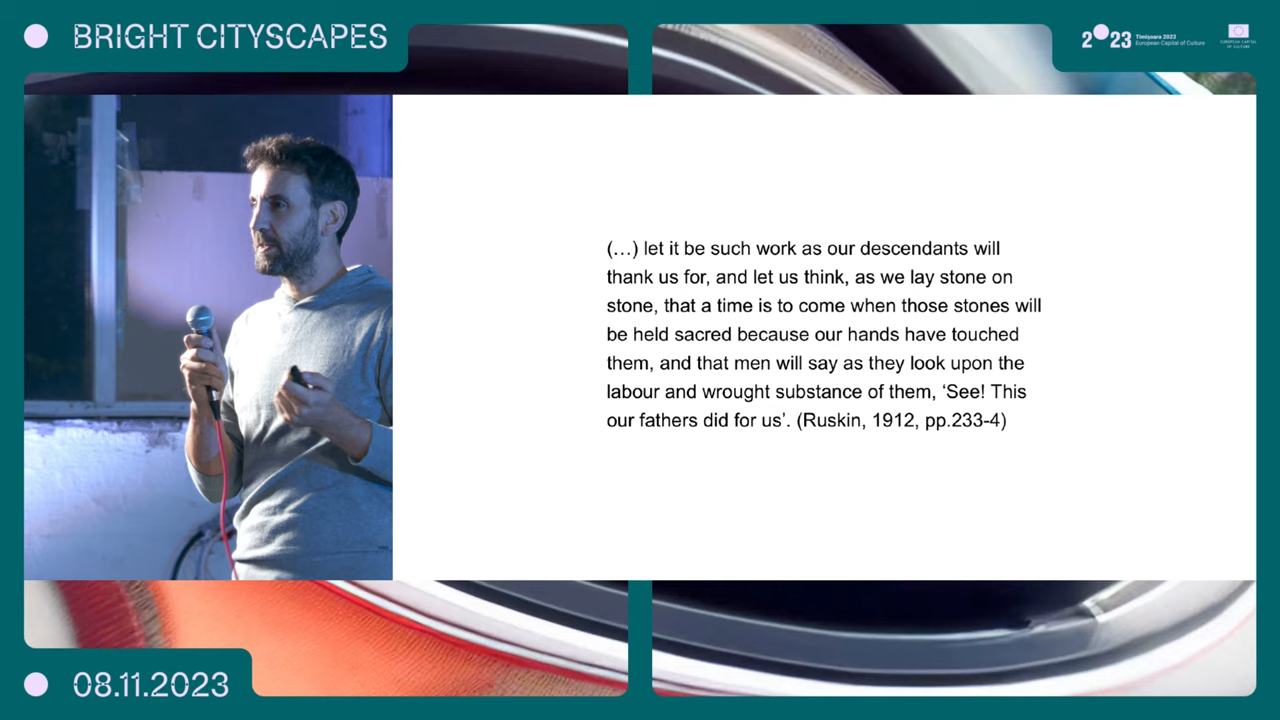 BRIGHT CITYSCAPES
2023
Timișoara 2023
European Capital of Culture
EUROPEAN CAPITAL
OF CULTURE
(…) let it be such work as our descendants will
thank us for, and let us think, as we lay stone on
stone, that a time is to come when those stones will
be held sacred because our hands have touched
them, and that men will say as they look upon the
labour and wrought substance of them, ‘See! This
our fathers did for us’. (Ruskin, 1912, pp.233-4)
08.11.2023